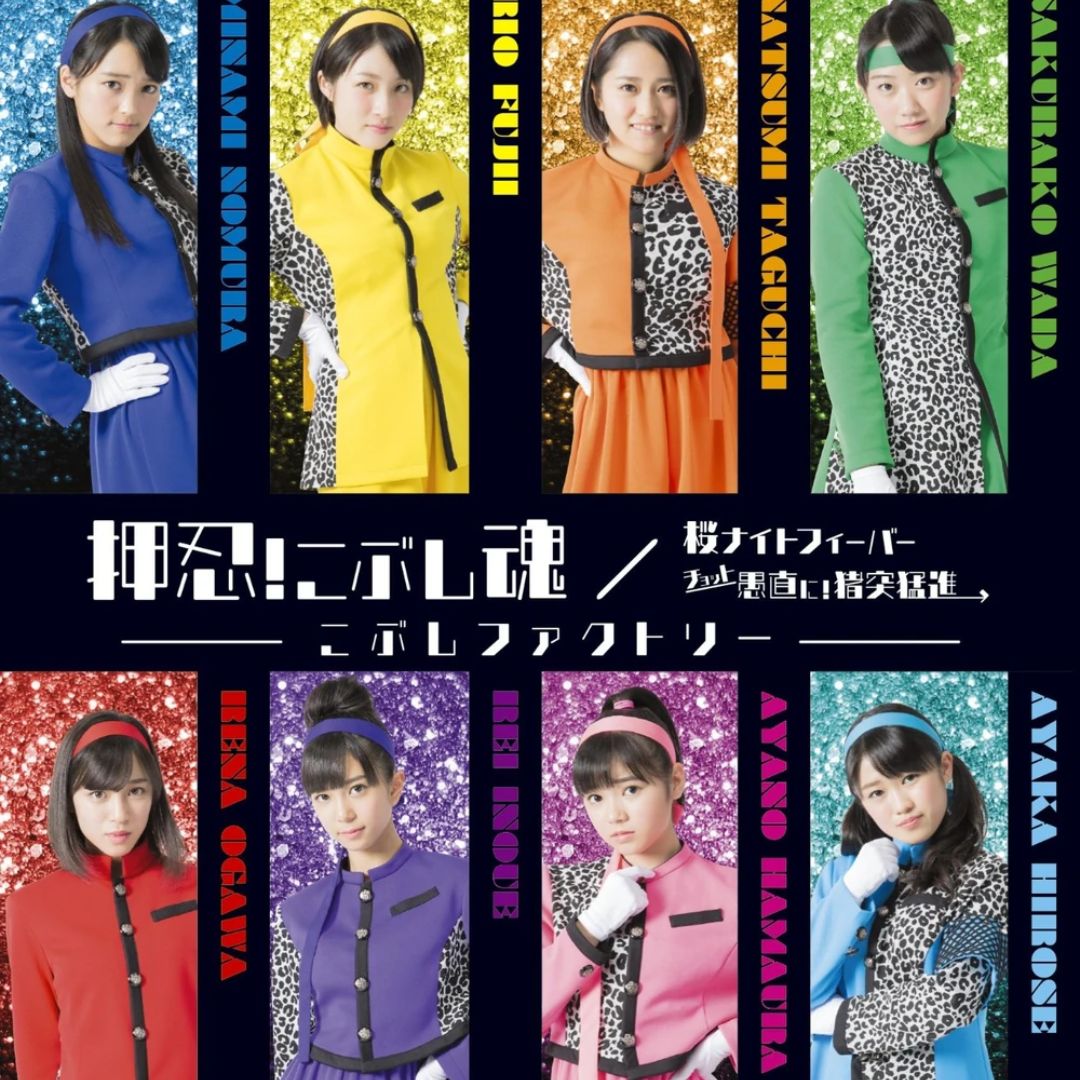 MINAMI NOMURA
RIO FUJII
NATSUMI TAGUCHI
SAKURAKO WADA
押忍!こぶし魂／
桜ナイトフィーバー
チョット愚直に!猪突猛進
こぶしファクトリー
RENA OGAWA
REI INOUE
AYANO HAMAURA
AYAKA HIROSE